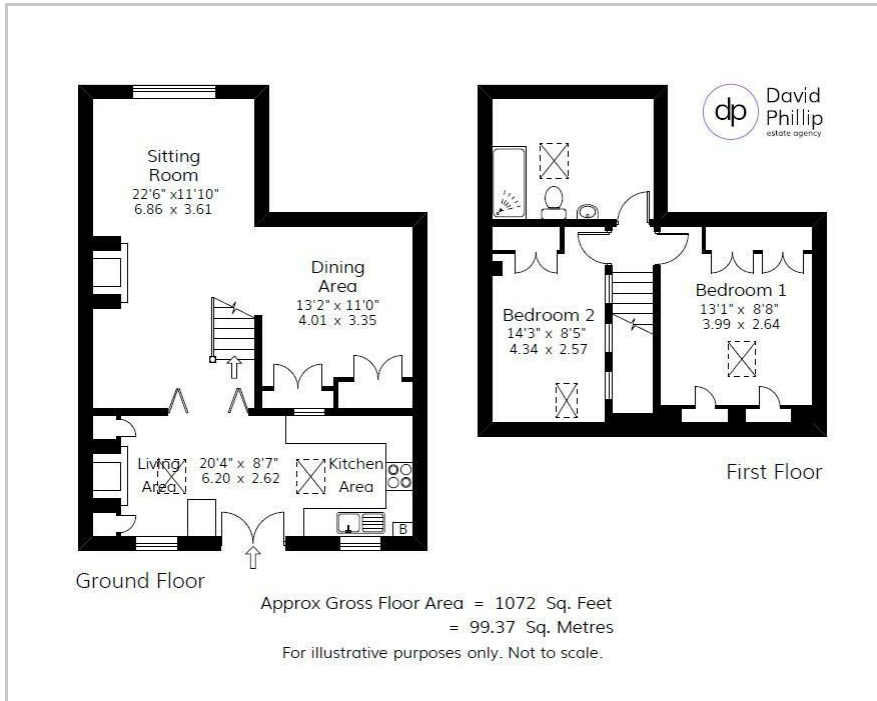 Sitting
Room
22'6" x11'10"
6.86 x 3.61
Dining
Area
13'2" x 11'0"
4.01 x 3.35
Living
Area
20'4" x 8'7"
6.20 x 2.62
Kitchen
Area
B
Ground Floor
dp
David
Phillip
estate agency
Bedroom 1
13'1" x 8'8"
3.99 x 2.64
Bedroom 2
14'3" x 8'5"
4.34 x 2.57
First Floor
Approx Gross Floor Area = 1072 Sq. Feet
= 99.37 Sq. Metres
For illustrative purposes only. Not to scale.